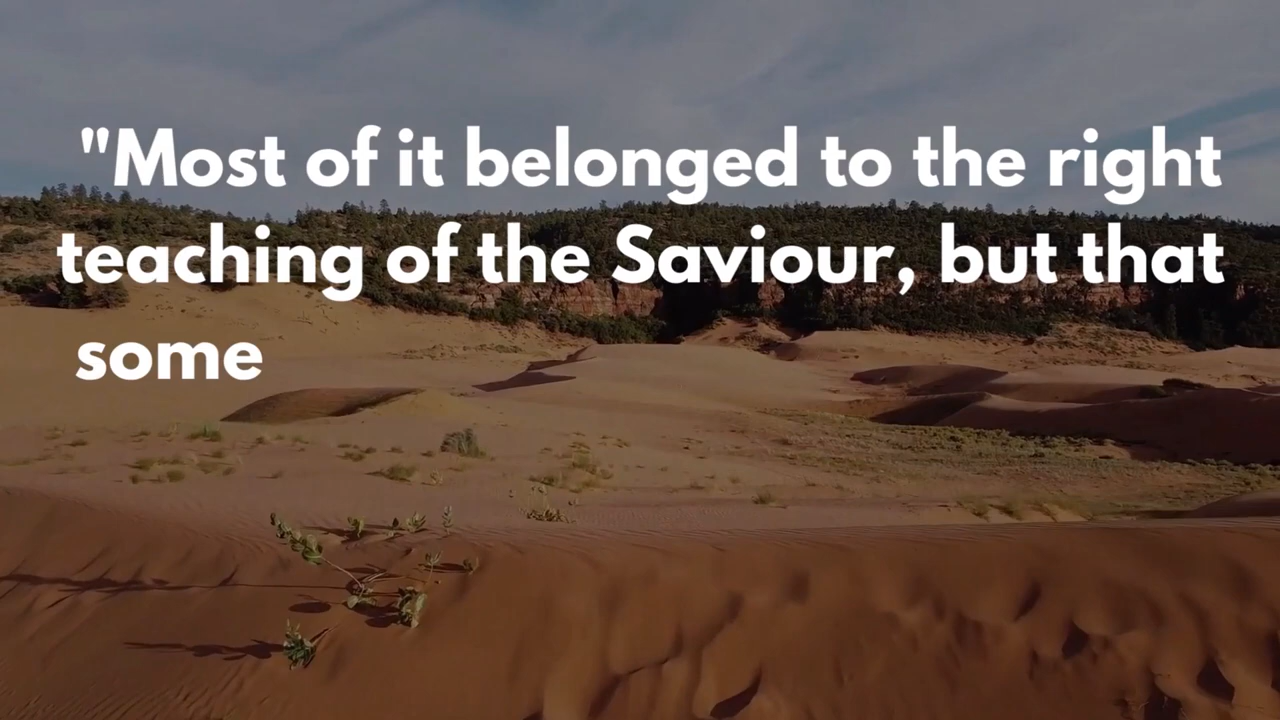 "Most of it belonged to the right
teaching of the Saviour, but that
some